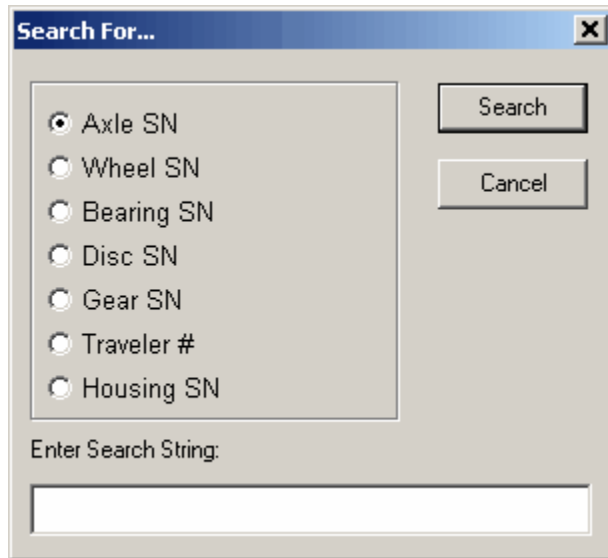 Search For...
Axle SN
Wheel SN
Bearing SN
Disc SN
Gear SN
Traveler #
Housing SN
Search
Cancel
Enter Search String: